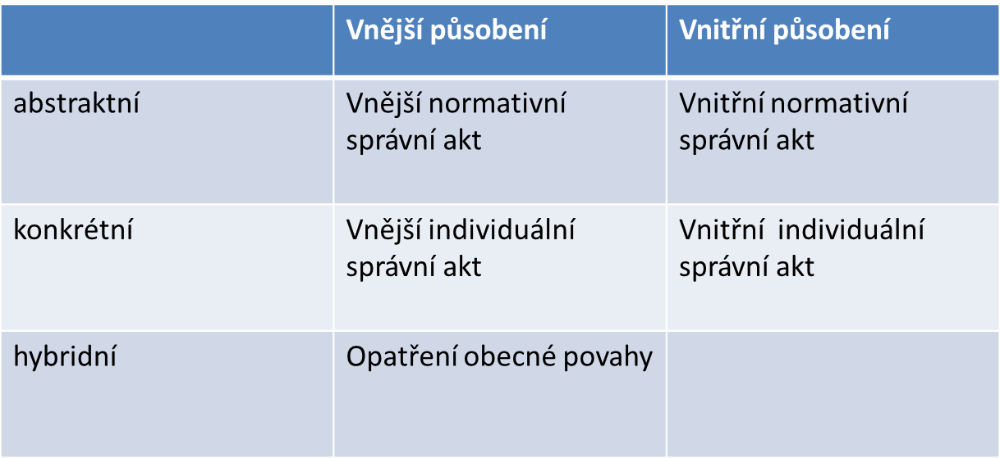 Vnější působení
Vnitřní působení
abstraktní
Vnější normativní
správní akt
Vnitřní normativní
správní akt
konkrétní
Vnější individuální
správní akt
Vnitřní  individuální
správní akt
hybridní
Opatření obecné povahy